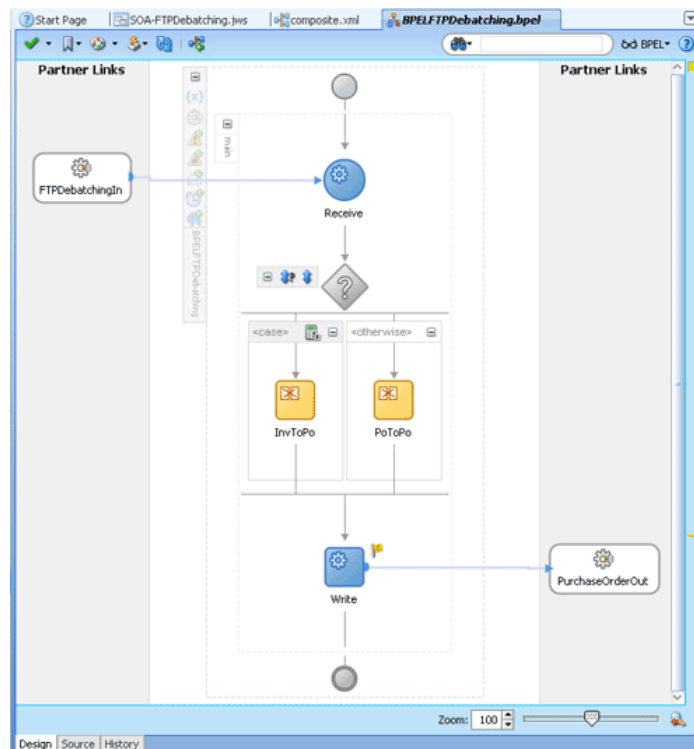 Start Page
SOA-FTPDebatching.jws
composite.xml
BPELFTPDebatching.bpel
BPEL
Partner Links
Partner Links
main
FTPDebatchingIn
BPELFTPDebatching
Receive
<case>
<otherwise>
InvToPo
PoToPo
Write
PurchaseOrderOut
Zoom: 100
Design Source History